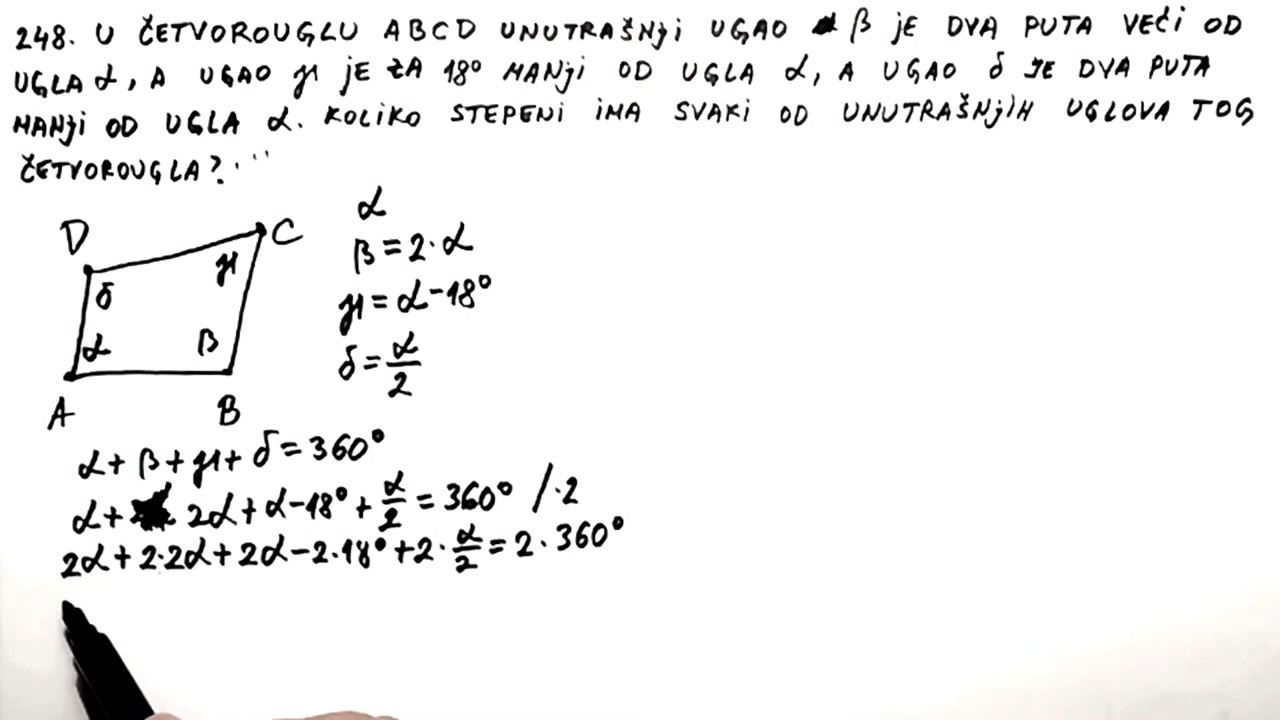 248. U ČETVOROUGLU ABCD UNUTRAŠNJI UGAO β JE DVA PUTA VEĆI OD
UGLA α, A UGAO γ JE ZA 18° MANJI OD UGLA α, A UGAO δ JE DVA PUTA
MANJI OD UGLA α. KOLIKO STEPENI IMA SVAKI OD UNUTRAŠNJIH UGLOVA TOG
ČETVOROUGLA?
D
C
γ
δ
α
β
A
B
α
β = 2·α
γ = α-18°
δ = α/2
α + β + γ + δ = 360°
α + 2α + α - 18° + α/2 = 360° /·2
2α + 2·2α + 2α - 2·18° + 2·α/2 = 2·360°